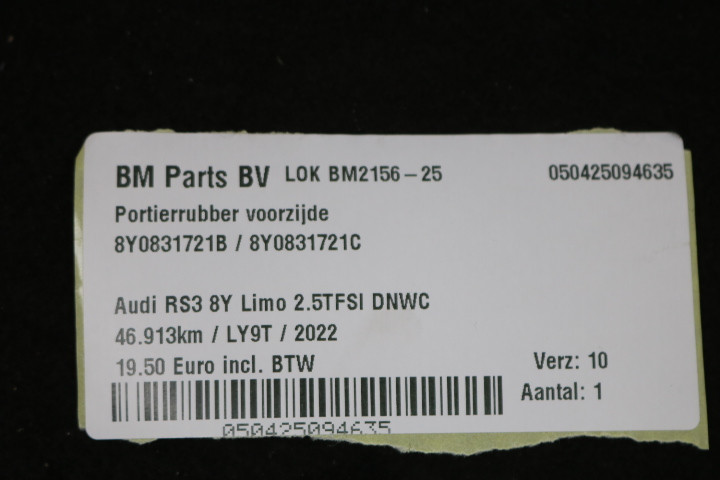 BM Parts BV LOK BM2156-25 050425094635
Portierrubber voorzijde
8Y0831721B / 8Y0831721C
Audi RS3 8Y Limo 2.5TFSI DNWC
46.913km / LY9T / 2022
19.50 Euro incl. BTW Verz: 10
Aantal: 1
050425094635